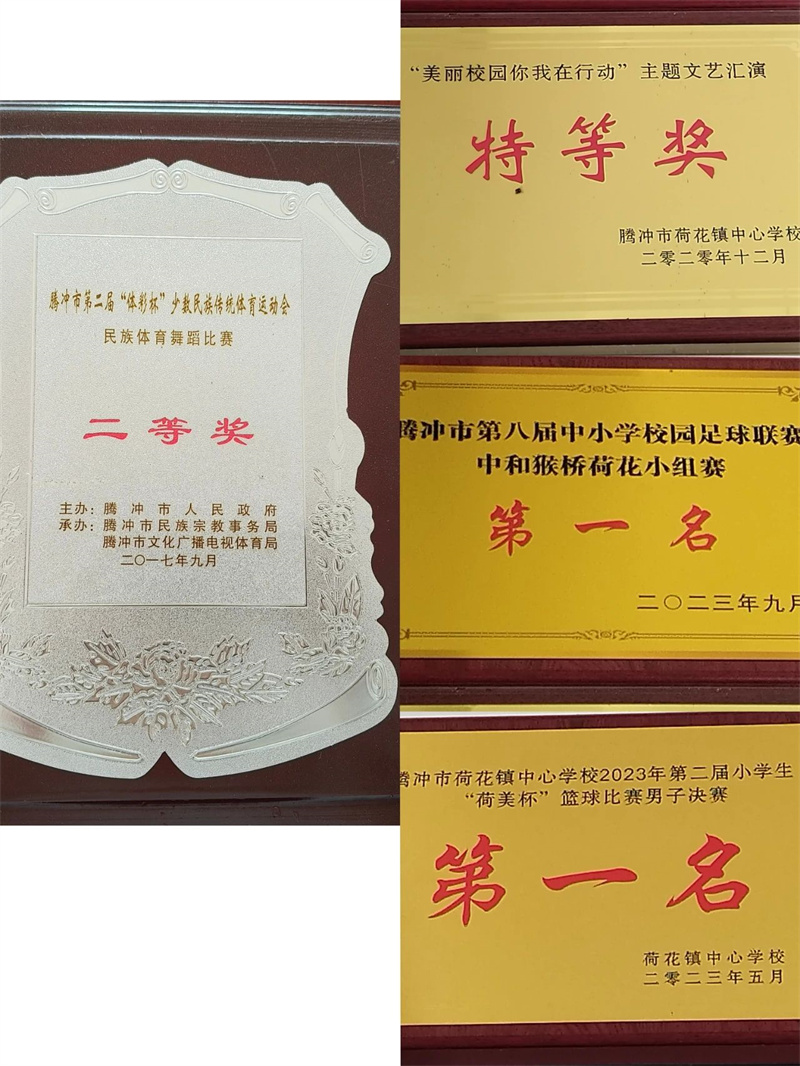 腾冲市第二届“体彩杯”少数民族传统体育运动会
民族体育舞蹈比赛
二等奖
主办：腾冲市人民政府
承办：腾冲市民族宗教事务局
腾冲市文化广播电视体育局
二〇一七年九月
“美丽校园你我在行动”主题文艺汇演
特等奖
腾冲市荷花镇中心学校
二零二零年十二月
腾冲市第八届中小学校园足球联赛
中和猴桥荷花小组赛
第一名
二〇二三年九月
腾冲市荷花镇中心学校2023年第二届小学生
“荷美杯”篮球比赛男子决赛
第一名
荷花镇中心学校
二零二三年五月